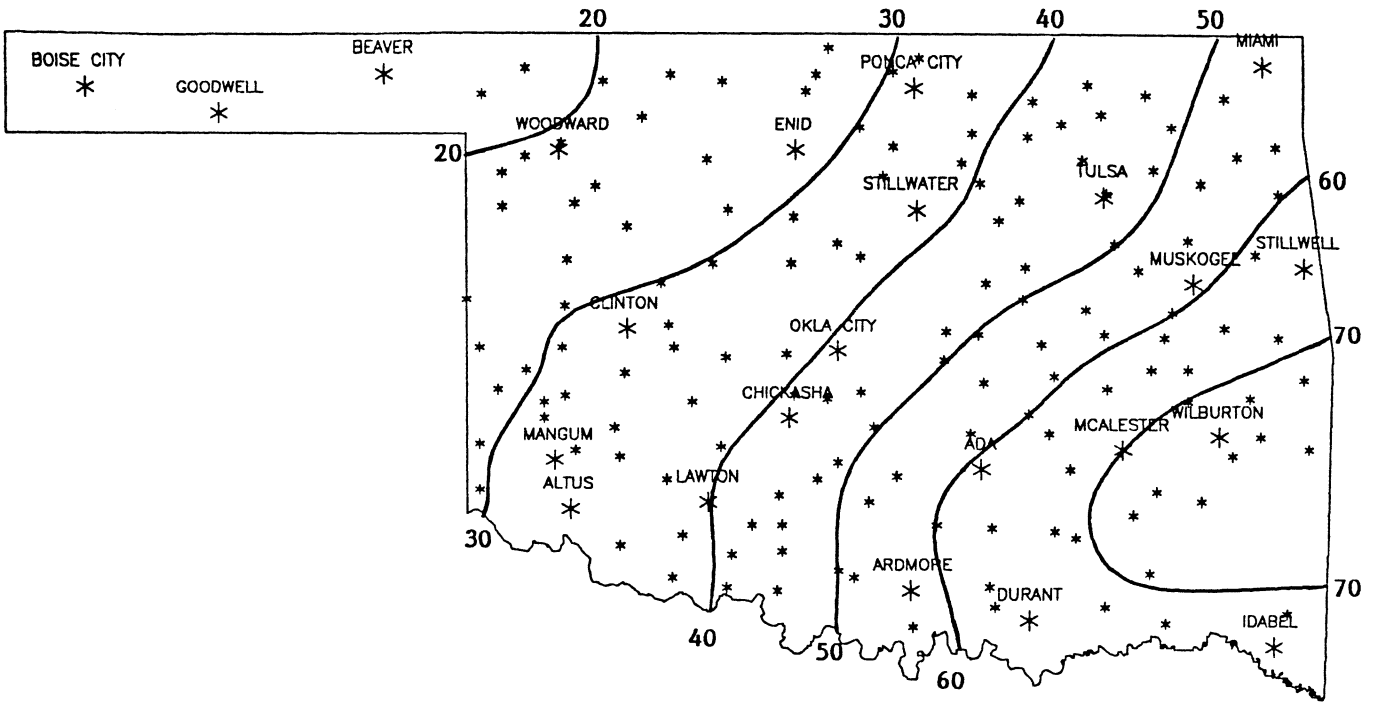 20
30
40
50
MIAMI
BEAVER
BOISE CITY
PONCA CITY
GOODWELL
WOODWARD
ENID
20
TULSA
60
STILLWATER
STILLWELL
MUSKOGEE
CLINTON
OKLA CITY
70
CHICKASHA
WILBURTON
MCALESTER
MANGUM
ADA
LAWTON
ALTUS
30
ARDMORE
70
DURANT
IDABEL
40
50
60